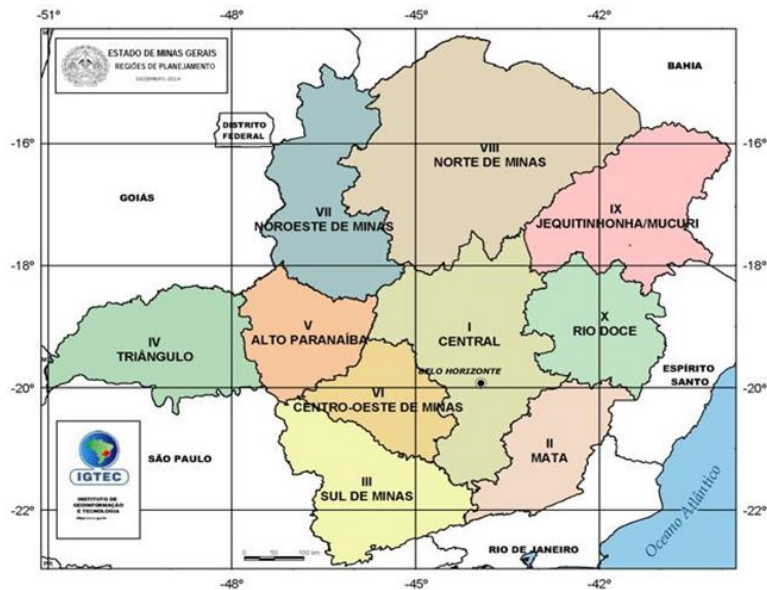 -51° -48° -45° -42°
ESTADO DE MINAS GERAIS
REGIÕES DE PLANEJAMENTO
DEZEMBRO-2014
BAHIA
DISTRITO
FEDERAL
-16°
-16°
VIII
NORTE DE MINAS
GOIÁS
IX
JEQUITINHONHA/MUCURI
VII
NOROESTE DE MINAS
-18°
-18°
I
CENTRAL
X
RIO DOCE
V
ALTO PARANAÍBA
IV
TRIÂNGULO
BELO HORIZONTE
ESPÍRITO
SANTO
-20°
-20°
VI
CENTRO-OESTE DE MINAS
II
MATA
SÃO PAULO
IGTEC
INSTITUTO DE
GEOINFORMAÇÃO
E TECNOLOGIA
III
SUL DE MINAS
Oceano Atlântico
-22°
-22°
RIO DE JANEIRO
0 50 100 km
-48° -45° -42°